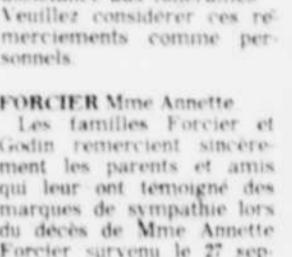 Veuillez considérer ces re-
merciements comme per-
sonnels.
FORCIER Mme Annette
Les familles Forcier et
Godin remercient sincère-
ment les parents et amis
qui leur ont témoigné des
marques de sympathie lors
du décès de Mme Annette
Forcier survenu le 27 sep-